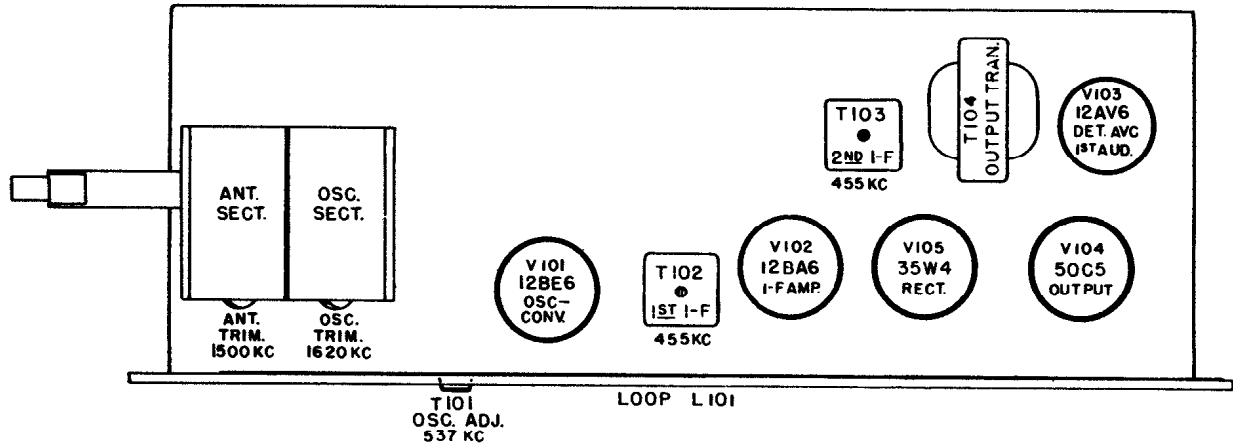 ANT.
SECT.
OSC.
SECT.
ANT.
TRIM.
1500 KC
OSC.
TRIM.
1620 KC
V101
12BE6
OSC-
CONV.
T102
1ST I-F
455KC
V102
12BA6
I-F AMP.
T103
2ND I-F
455KC
T104
OUTPUT TRAN.
V103
12AV6
DET. AVC
1ST AUD.
V105
35W4
RECT.
V104
50C5
OUTPUT
T101
OSC. ADJ.
537 KC
LOOP L101